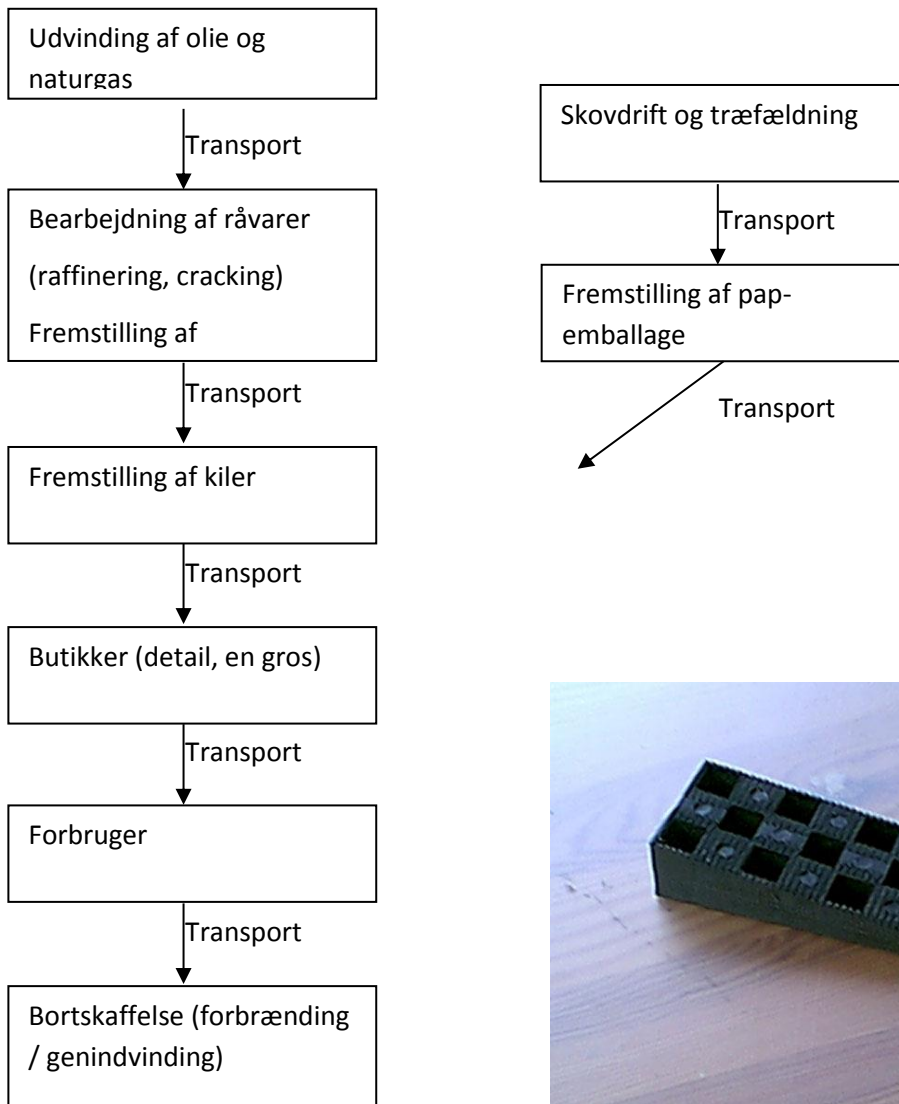 Udvinding af olie og
naturgas
Transport
Bearbejdning af råvarer
(raffinering, cracking)
Fremstilling af
Transport
Fremstilling af kiler
Transport
Butikker (detail, en gros)
Transport
Forbruger
Transport
Bortskaffelse (forbrænding
/ genindvinding)
Skovdrift og træfældning
Transport
Fremstilling af pap-
emballage
Transport